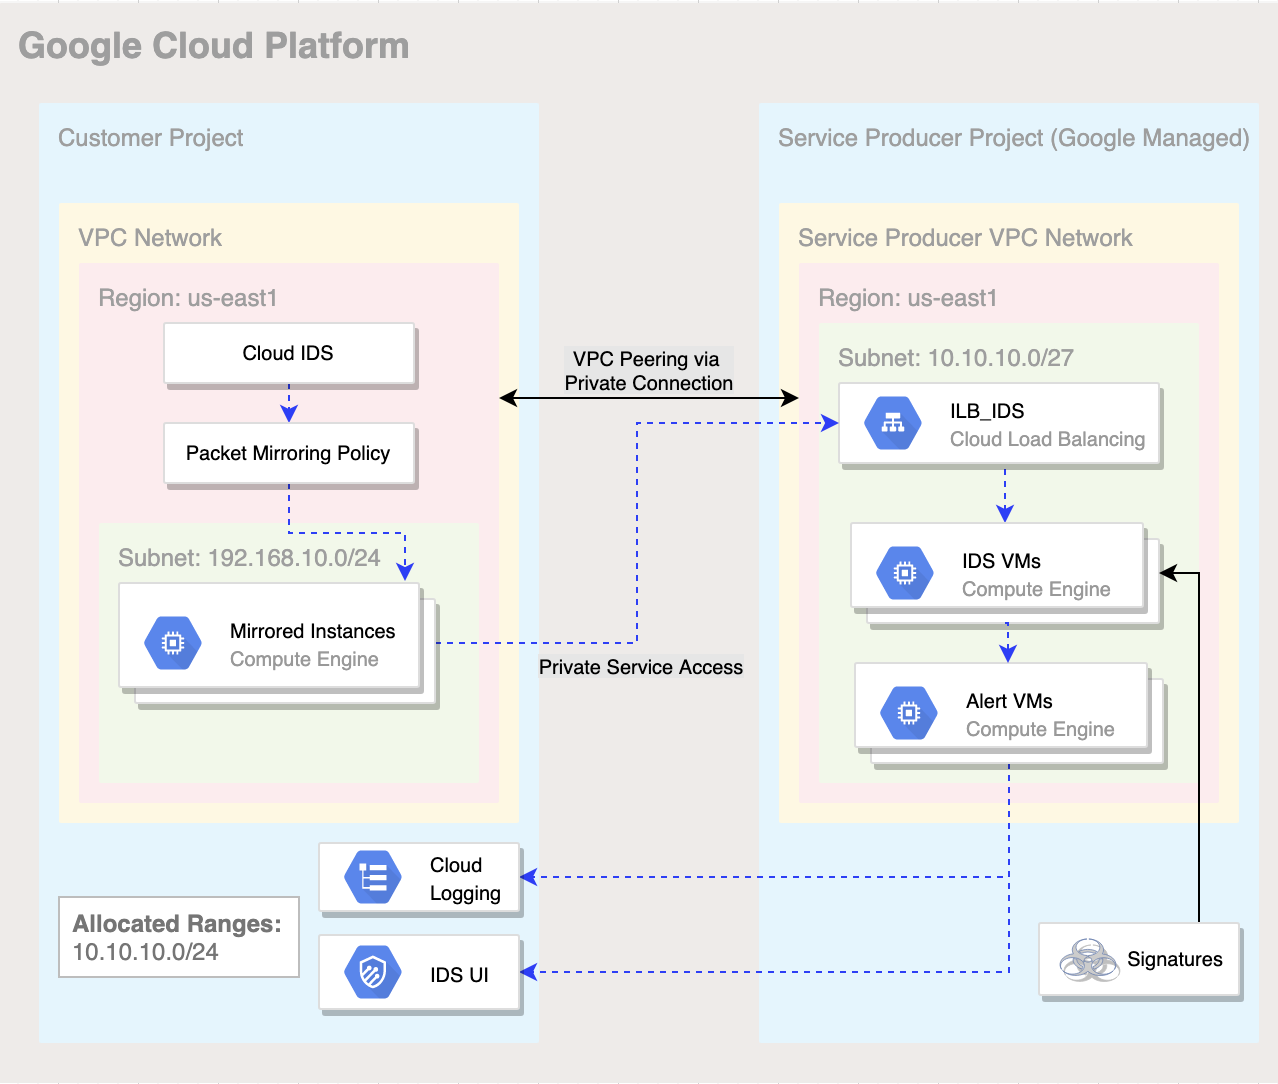 Google Cloud Platform
Customer Project
VPC Network
Region: us-east1
Cloud IDS
Packet Mirroring Policy
Subnet: 192.168.10.0/24
Mirrored Instances
Compute Engine
VPC Peering via
Private Connection
Private Service Access
Service Producer Project (Google Managed)
Service Producer VPC Network
Region: us-east1
Subnet: 10.10.10.0/27
ILB_IDS
Cloud Load Balancing
IDS VMs
Compute Engine
Alert VMs
Compute Engine
Cloud
Logging
Allocated Ranges:
10.10.10.0/24
IDS UI
Signatures